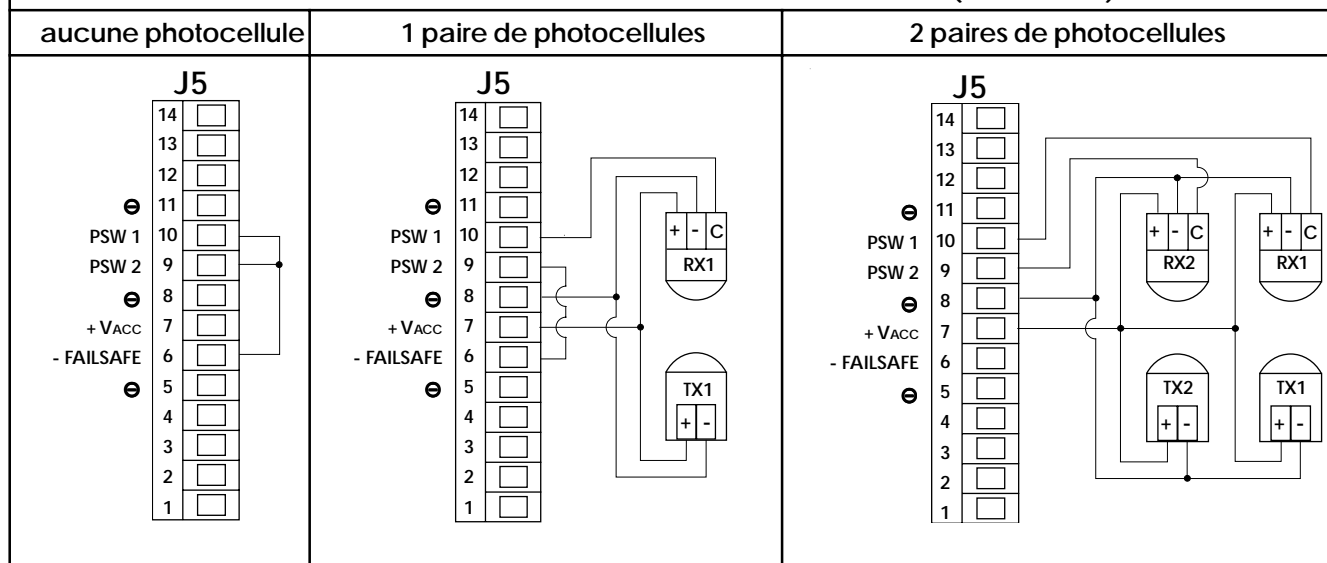 aucune photocellule
1 paire de photocellules
2 paires de photocellules
J5
14
13
12
⊖ 11
PSW 1 10
PSW 2 9
⊖ 8
+ VACC 7
- FAILSAFE 6
⊖ 5
4
3
2
1
J5
14
13
12
⊖ 11
PSW 1 10
PSW 2 9
⊖ 8
+ VACC 7
- FAILSAFE 6
⊖ 5
4
3
2
1
+ - C
RX1
TX1
+ -
J5
14
13
12
⊖ 11
PSW 1 10
PSW 2 9
⊖ 8
+ VACC 7
- FAILSAFE 6
⊖ 5
4
3
2
1
+ - C
RX2
+ - C
RX1
TX2
+ -
TX1
+ -